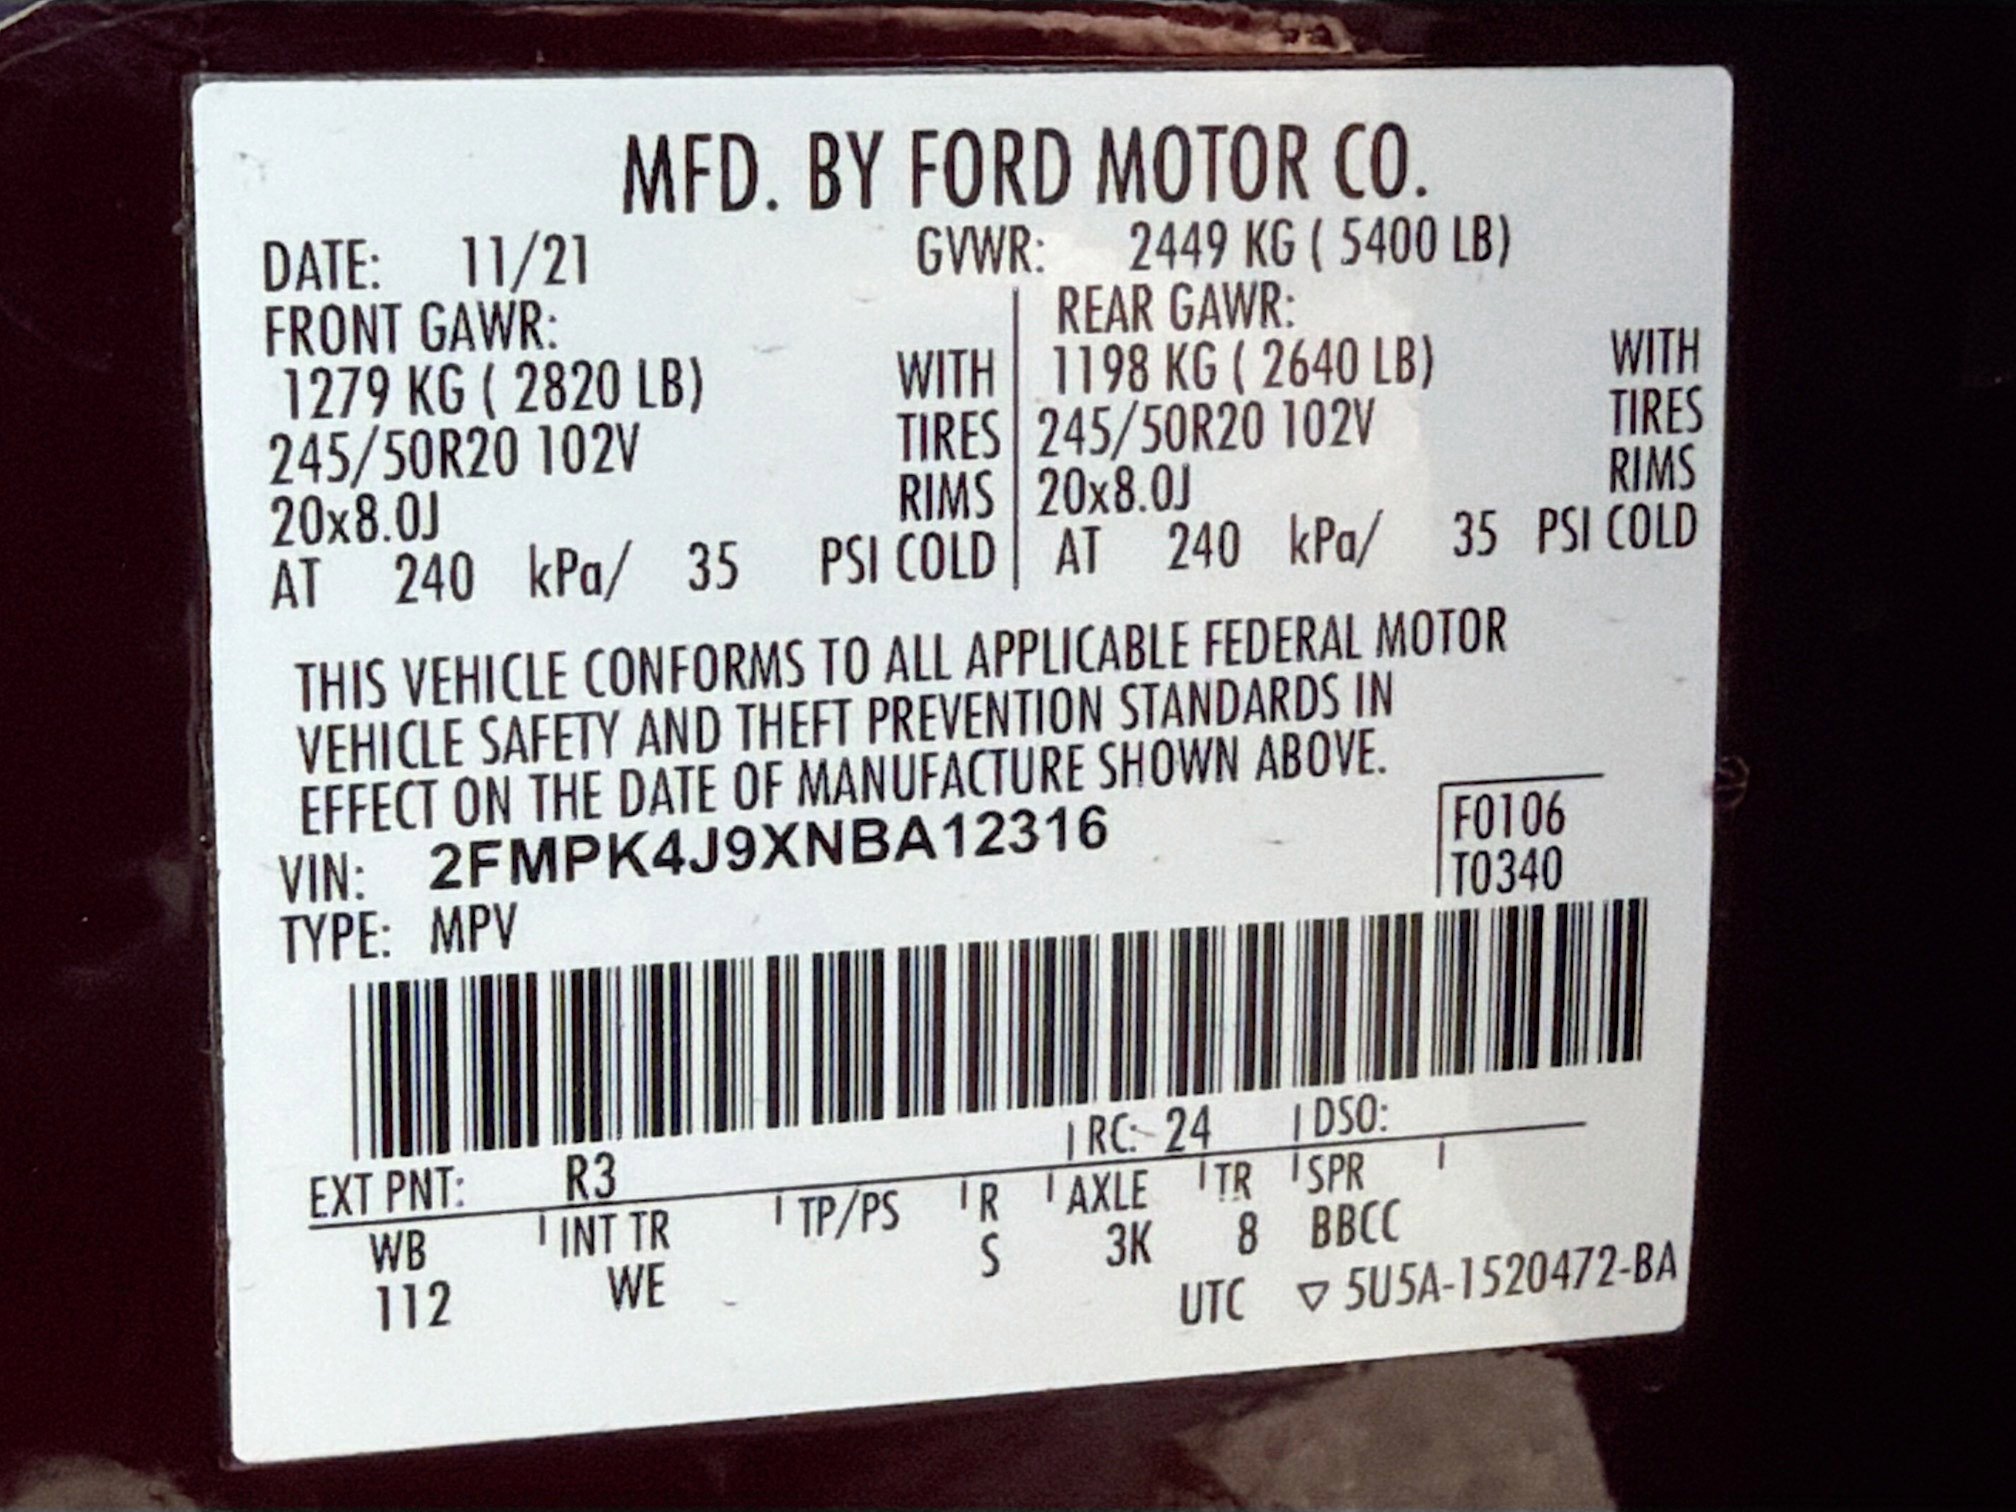 MFD. BY FORD MOTOR CO.
DATE: 11/21 GVWR: 2449 KG ( 5400 LB)
FRONT GAWR: REAR GAWR:
1279 KG ( 2820 LB) WITH 1198 KG ( 2640 LB) WITH
245/50R20 102V TIRES 245/50R20 102V TIRES
20x8.0J RIMS 20x8.0J RIMS
AT 240 kPa/ 35 PSI COLD AT 240 kPa/ 35 PSI COLD
THIS VEHICLE CONFORMS TO ALL APPLICABLE FEDERAL MOTOR
VEHICLE SAFETY AND THEFT PREVENTION STANDARDS IN
EFFECT ON THE DATE OF MANUFACTURE SHOWN ABOVE.
VIN: 2FMPK4J9XNBA12316 F0106
TYPE: MPV T0340
EXT PNT: R3 RC: 24 DSO:
WB INT TR TP/PS R AXLE TR SPR
112 WE S 3K 8 BBCC
UTC ▽ 5U5A-1520472-BA